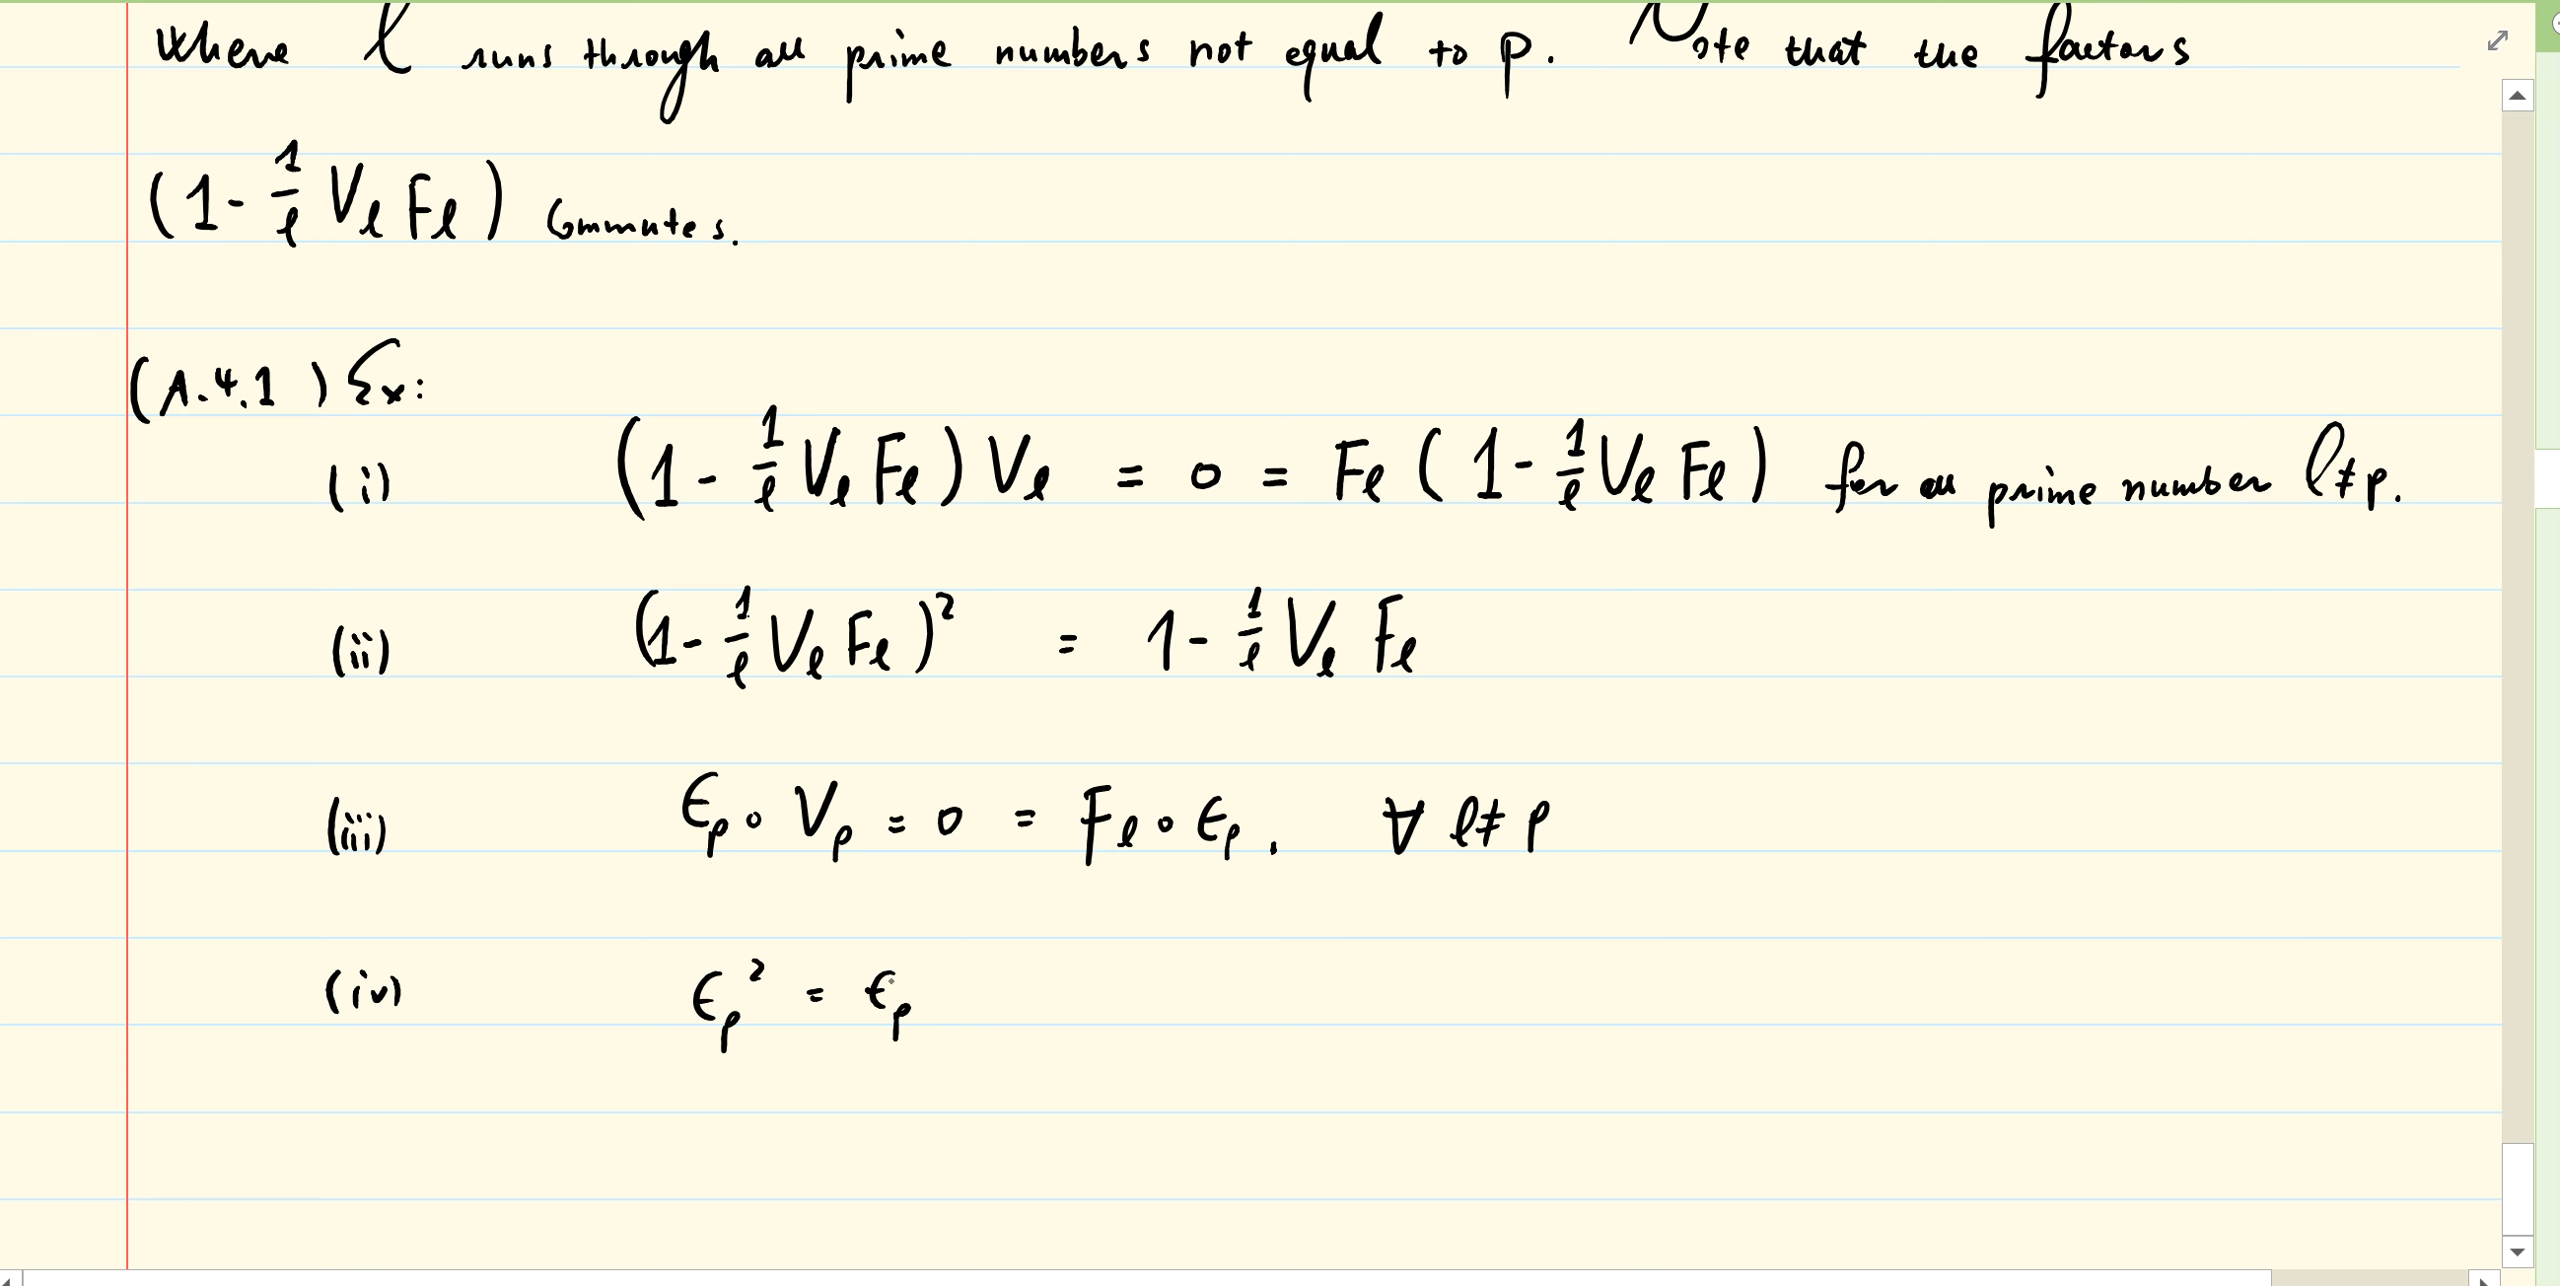 where ℓ runs through all prime numbers not equal to p. Note that the factors
(1 - 1/ℓ V_ℓ F_ℓ) commutes.
(A.4.1) Ex:
(i) (1 - 1/ℓ V_ℓ F_ℓ) V_ℓ = 0 = F_ℓ (1 - 1/ℓ V_ℓ F_ℓ) for all prime number ℓ ≠ p.
(ii) (1 - 1/ℓ V_ℓ F_ℓ)² = 1 - 1/ℓ V_ℓ F_ℓ
(iii) ϵ_p ∘ V_p = 0 = F_ℓ ∘ ϵ_p. ∀ ℓ ≠ p
(iv) ϵ_p² = ϵ_p